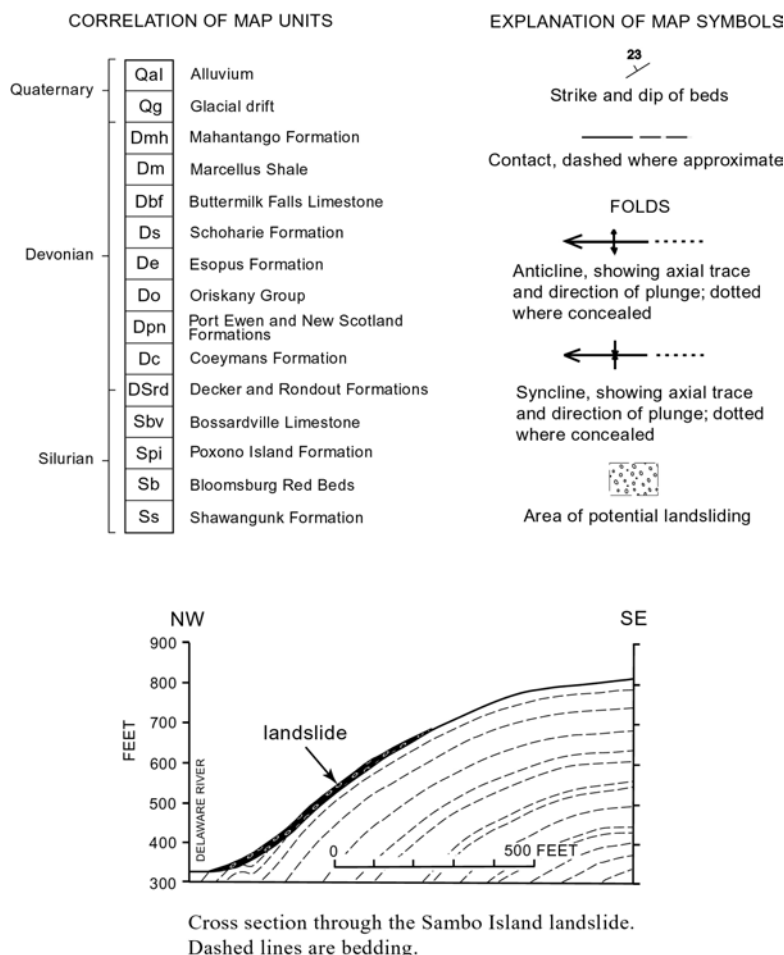 CORRELATION OF MAP UNITS
Quaternary
Devonian
Silurian
Qal Alluvium
Qg Glacial drift
Dmh Mahantango Formation
Dm Marcellus Shale
Dbf Buttermilk Falls Limestone
Ds Schoharie Formation
De Esopus Formation
Do Oriskany Group
Dpn Port Ewen and New Scotland
Formations
Dc Coeymans Formation
DSrd Decker and Rondout Formations
Sbv Bossardville Limestone
Spi Poxono Island Formation
Sb Bloomsburg Red Beds
Ss Shawangunk Formation
EXPLANATION OF MAP SYMBOLS
23
Strike and dip of beds
Contact, dashed where approximate
FOLDS
Anticline, showing axial trace
and direction of plunge; dotted
where concealed
Syncline, showing axial trace
and direction of plunge; dotted
where concealed
Area of potential landsliding
NW
SE
900
800
700
600
500
400
300
FEET
DELAWARE RIVER
landslide
0 500 FEET
Cross section through the Sambo Island landslide.
Dashed lines are bedding.